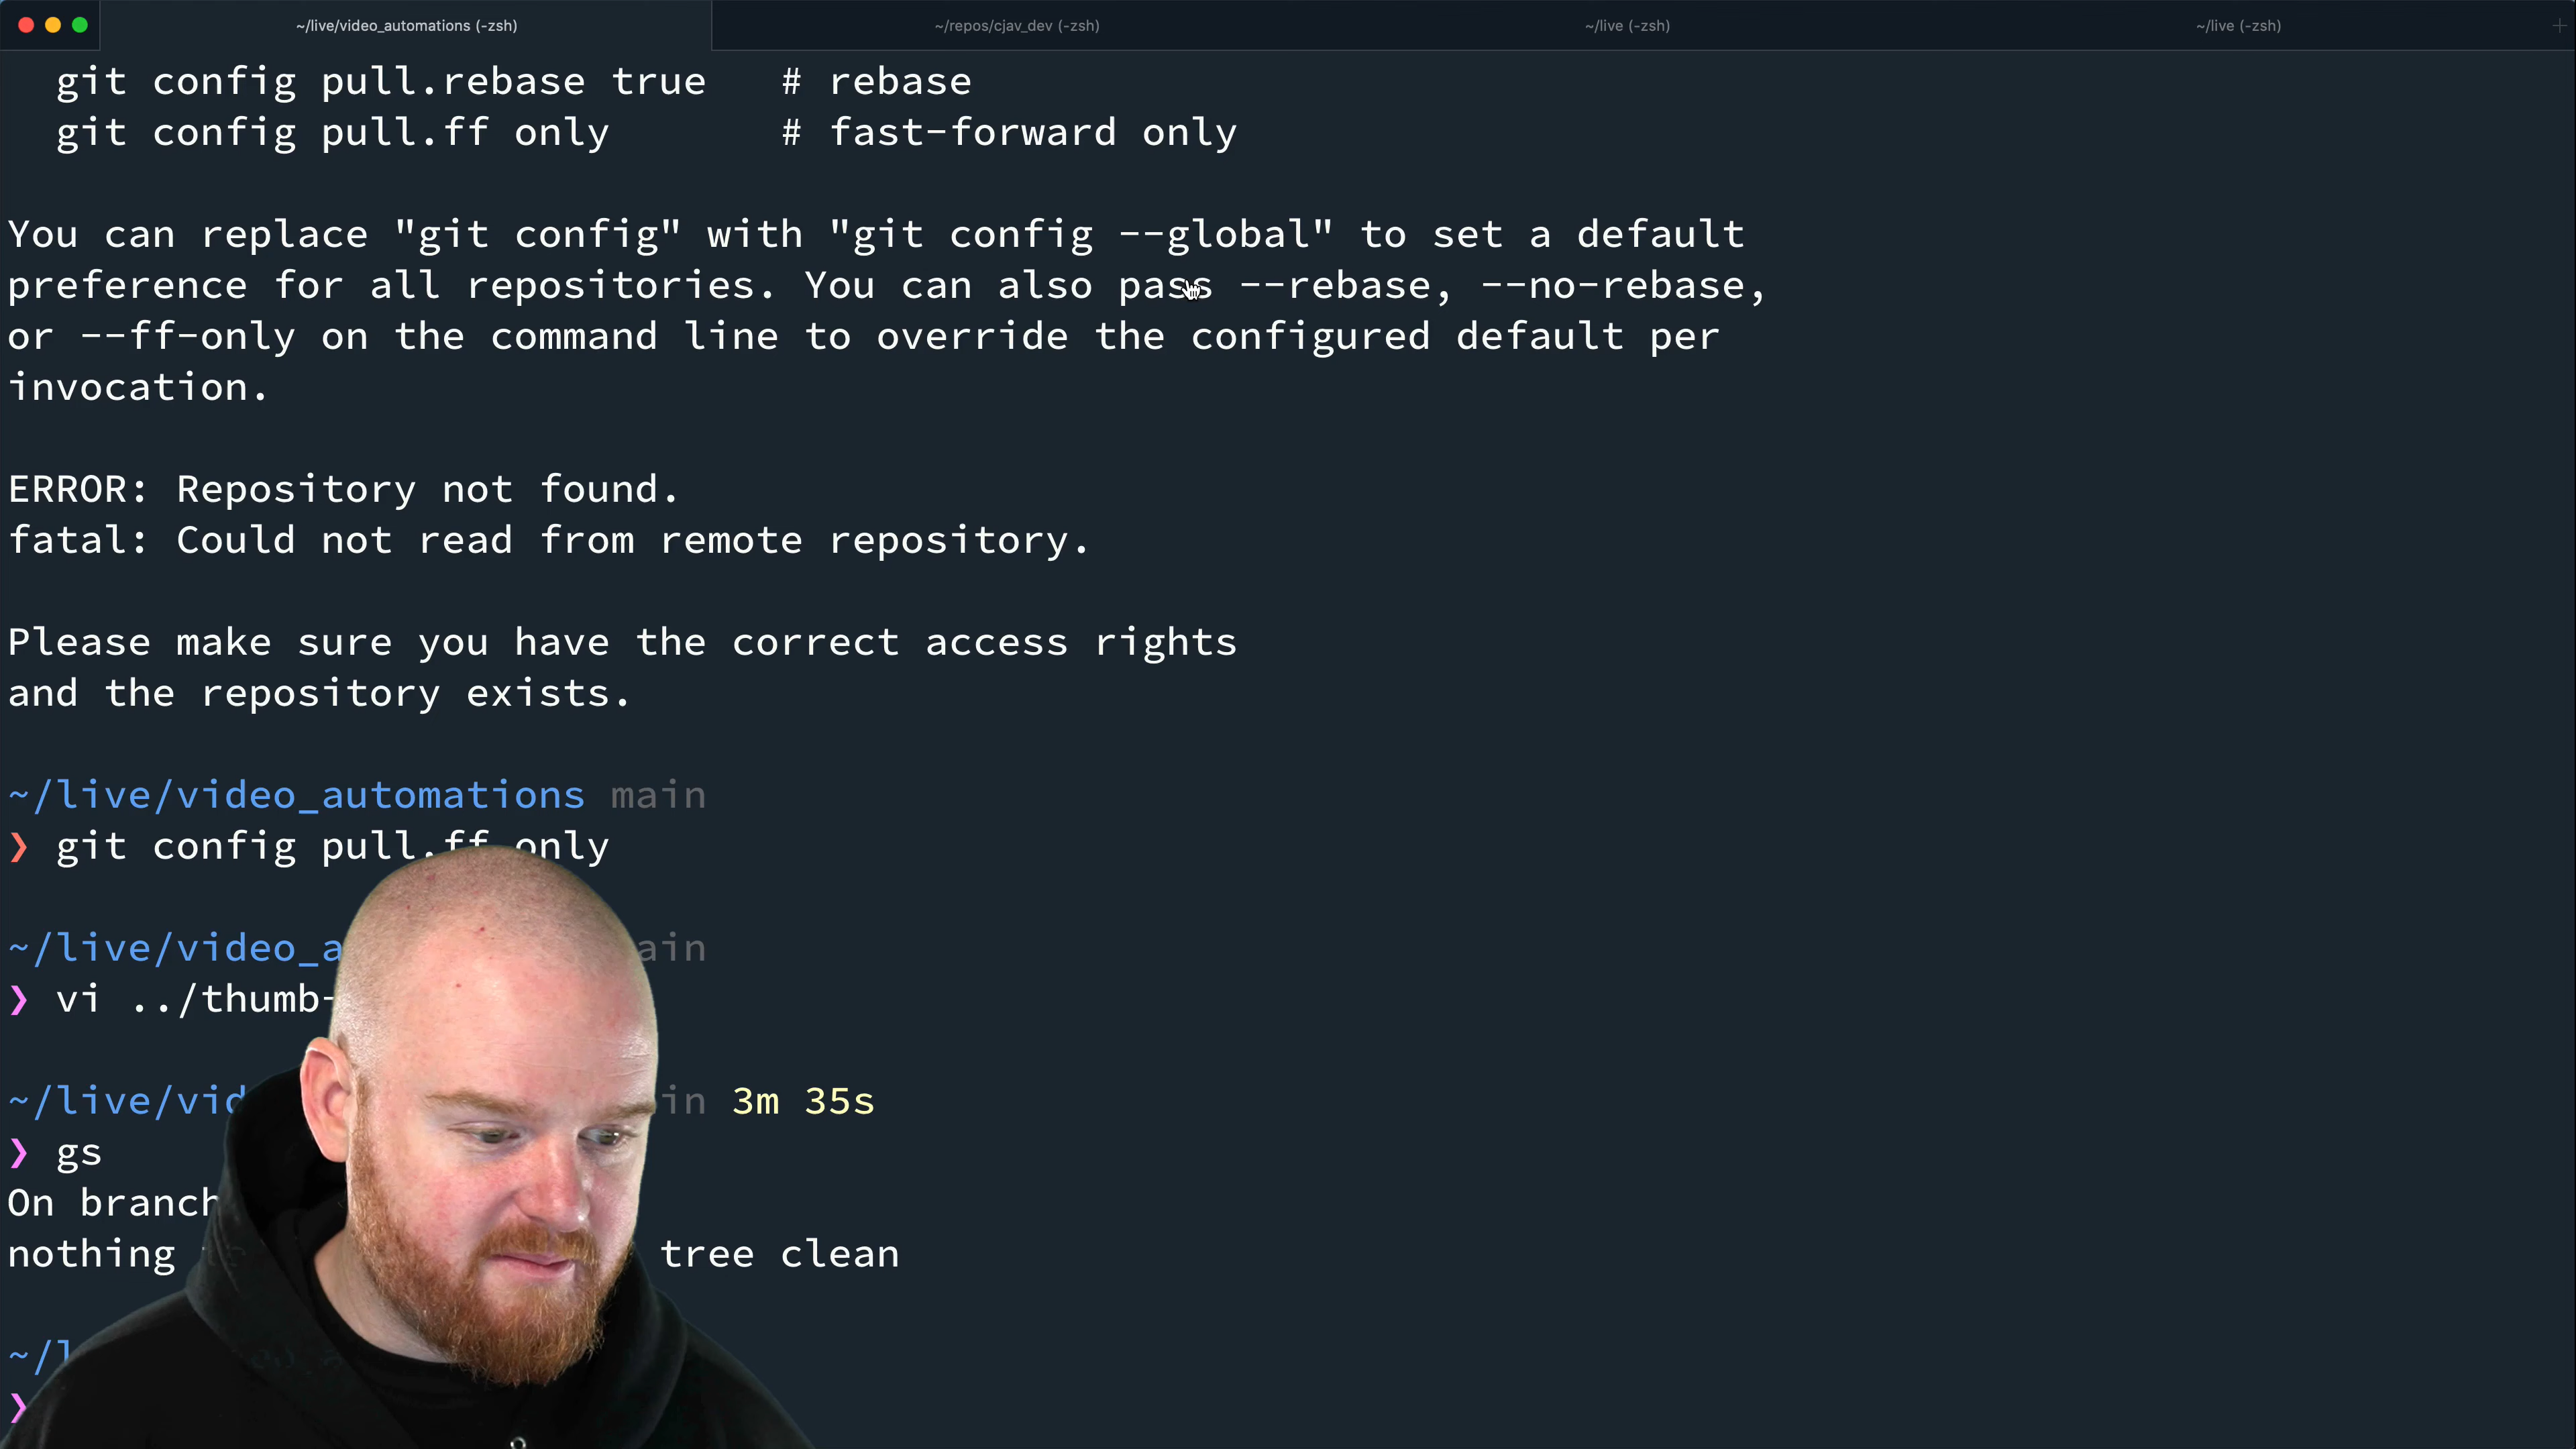 ~/live/video_automations (-zsh)
~/repos/cjav_dev (-zsh)
~/live (-zsh)
~/live (-zsh)
git config pull.rebase true # rebase
git config pull.ff only # fast-forward only
You can replace "git config" with "git config --global" to set a default
preference for all repositories. You can also pass --rebase, --no-rebase,
or --ff-only on the command line to override the configured default per
invocation.
ERROR: Repository not found.
fatal: Could not read from remote repository.
Please make sure you have the correct access rights
and the repository exists.
~/live/video_automations main
❯ git config pull.ff only
~/live/video_a ain
❯ vi ../thumb-
~/live/vid in 3m 35s
❯ gs
On branch
nothing tree clean
~/l
❯